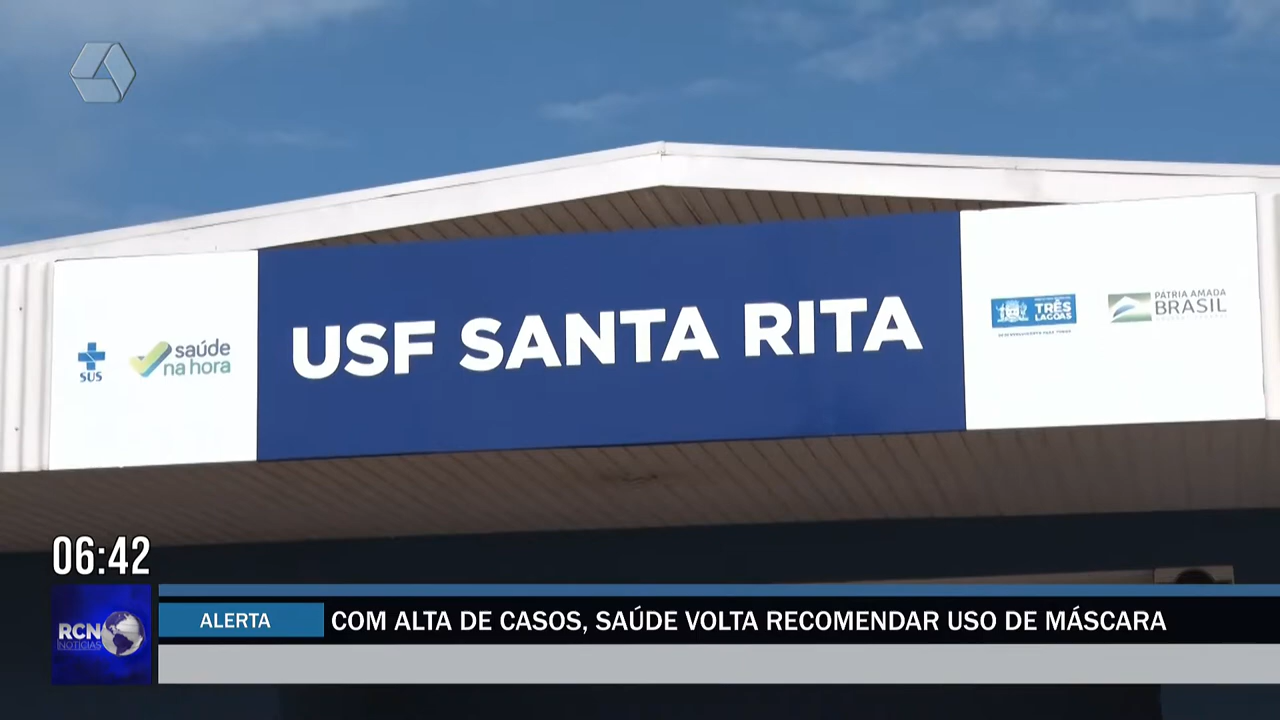 USF SANTA RITA
SUS
saúde
na hora
TRÊS
LAGOAS
PÁTRIA AMADA
BRASIL
06:42
RCN
NOTÍCIAS
ALERTA
COM ALTA DE CASOS, SAÚDE VOLTA RECOMENDAR USO DE MÁSCARA